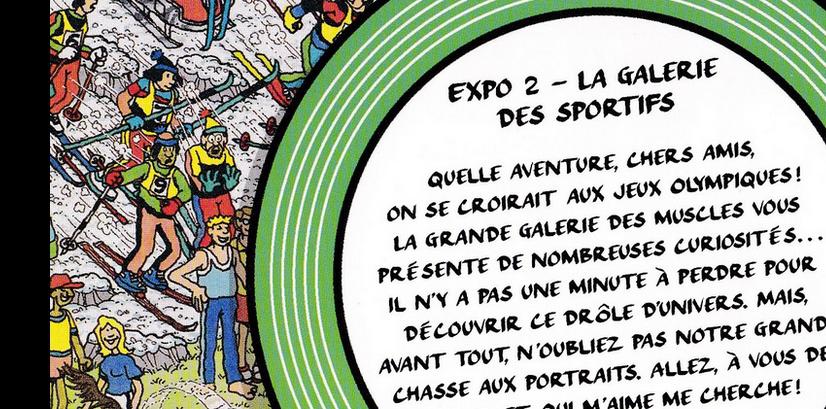 EXPO 2 – LA GALERIE
DES SPORTIFS
QUELLE AVENTURE, CHERS AMIS,
ON SE CROIRAIT AUX JEUX OLYMPIQUES!
LA GRANDE GALERIE DES MUSCLES VOUS
PRÉSENTE DE NOMBREUSES CURIOSITÉS...
IL N'Y A PAS UNE MINUTE À PERDRE POUR
DÉCOUVRIR CE DRÔLE D'UNIVERS. MAIS,
AVANT TOUT, N'OUBLIEZ PAS NOTRE GRAND
CHASSE AUX PORTRAITS. ALLEZ, À VOUS DE
ET QUI M'AIME ME CHERCHE!
9